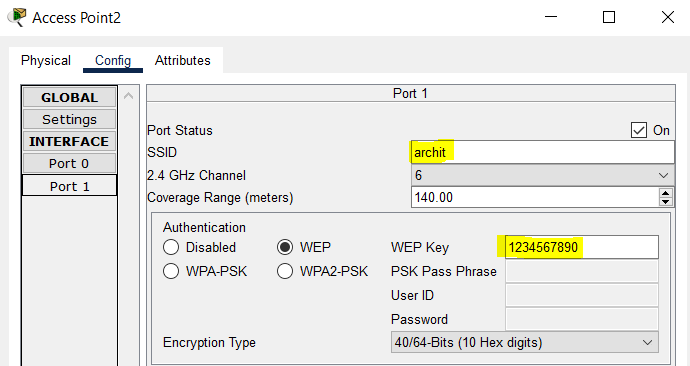 Access Point2
Physical Config Attributes
GLOBAL
Settings
INTERFACE
Port 0
Port 1
Port 1
Port Status On
SSID archit
2.4 GHz Channel 6
Coverage Range (meters) 140.00
Authentication
Disabled WEP WEP Key 1234567890
WPA-PSK WPA2-PSK PSK Pass Phrase
User ID
Password
Encryption Type 40/64-Bits (10 Hex digits)